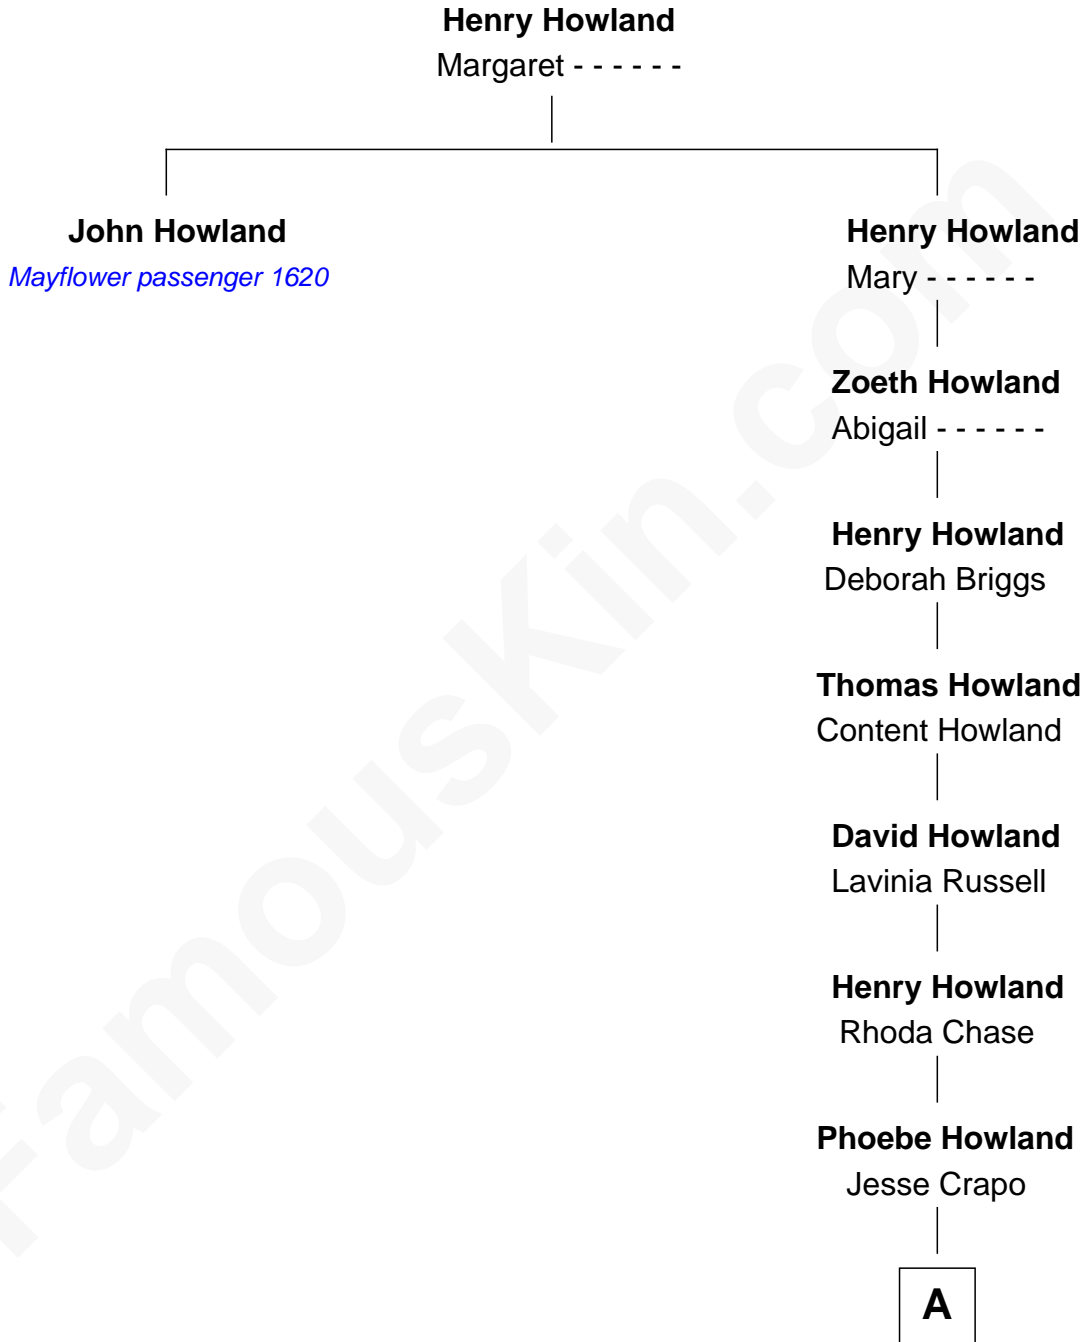 Henry Howland
Margaret - - - - - -
John Howland
Mayflower passenger 1620
Henry Howland
Mary - - - - - -
Zoeth Howland
Abigail - - - - - -
Henry Howland
Deborah Briggs
Thomas Howland
Content Howland
David Howland
Lavinia Russell
Henry Howland
Rhoda Chase
Phoebe Howland
Jesse Crapo
A
FamousKin.com